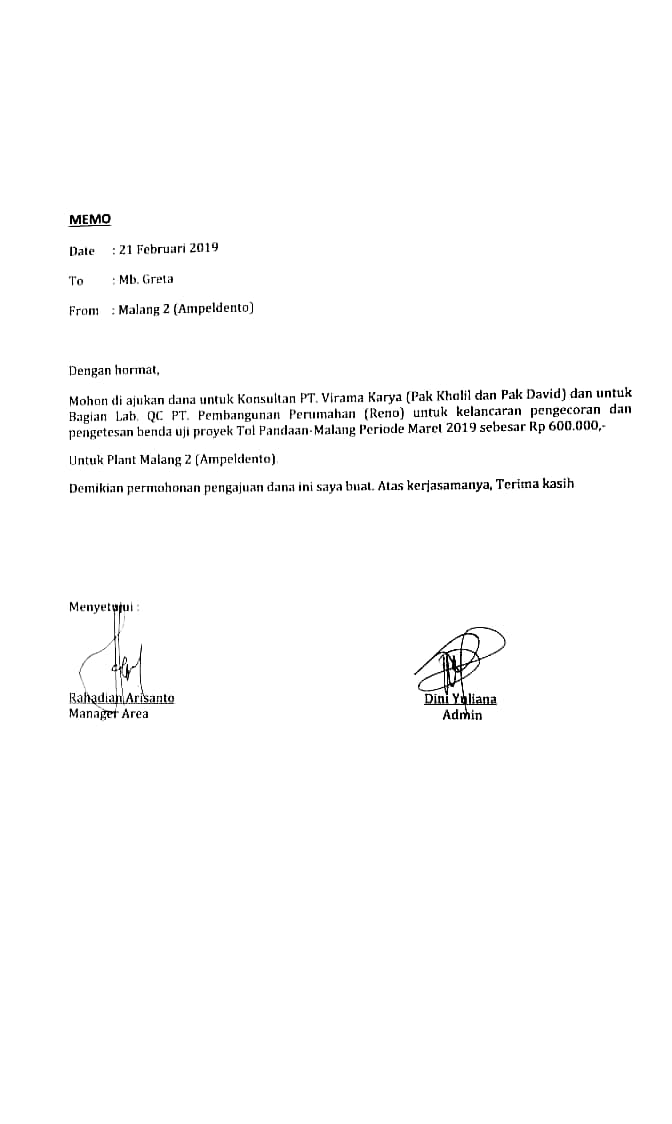 MEMO
Date : 21 Februari 2019
To : Mb. Greta
From : Malang 2 (Ampeldento)
Dengan hormat,
Mohon di ajukan dana untuk Konsultan PT. Virama Karya (Pak Kholil dan Pak David) dan untuk
Bagian Lab. QC PT. Pembangunan Perumahan (Reno) untuk kelancaran pengecoran dan
pengetesan benda uji proyek Tol Pandaan-Malang Periode Maret 2019 sebesar Rp 600.000,-
Untuk Plant Malang 2 (Ampeldento).
Demikian permohonan pengajuan dana ini saya buat. Atas kerjasamanya, Terima kasih
Menyetujui :
Rahadian Arisanto
Manager Area
Dini Yuliana
Admin